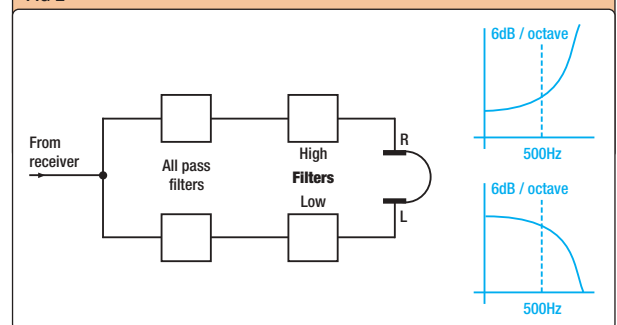 From
receiver
All pass
filters
High
Filters
Low
R
L
6dB / octave
500Hz
6dB / octave
500Hz